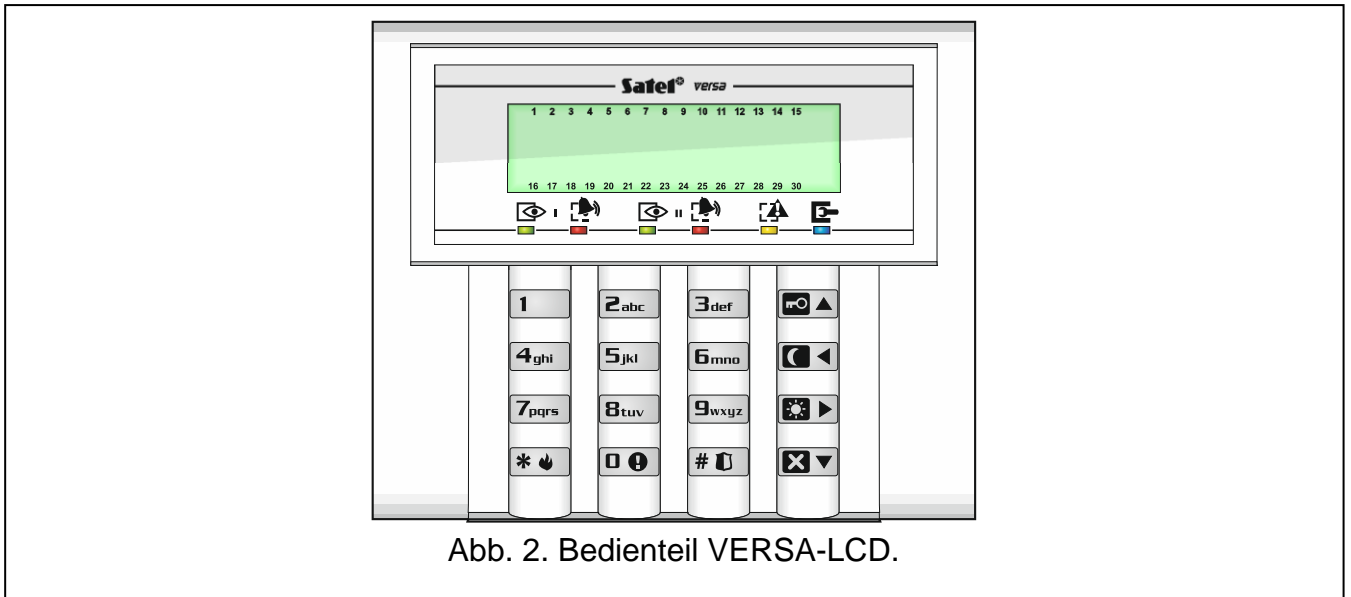 Satel® versa
1 2 3 4 5 6 7 8 9 10 11 12 13 14 15
16 17 18 19 20 21 22 23 24 25 26 27 28 29 30
I II
1 2abc 3def
4ghi 5jkl 6mno
7pqrs 8tuv 9wxyz
* 0 #
Abb. 2. Bedienteil VERSA-LCD.